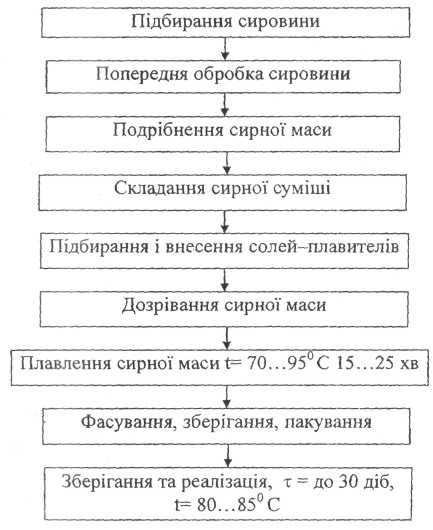 Підбирання сировини
Попередня обробка сировини
Подрібнення сирної маси
Складання сирної суміші
Підбирання і внесення солей–плавителів
Дозрівання сирної маси
Плавлення сирної маси t= 70...95⁰ С 15...25 хв
Фасування, зберігання, пакування
Зберігання та реалізація, τ = до 30 діб,
t= 80...85⁰ С